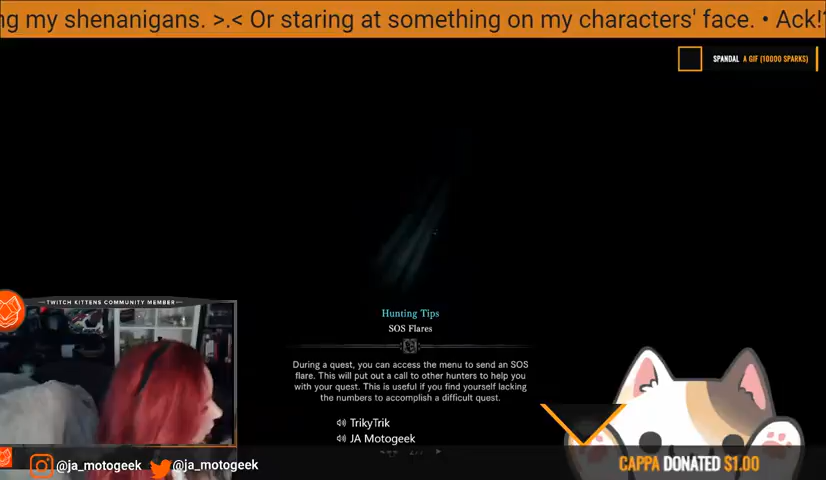 ng my shenanigans. >.< Or staring at something on my characters' face. • Ack!
SPANDAL A GIF (10000 SPARKS)
Hunting Tips
SOS Flares
During a quest, you can access the menu to send an SOS
flare. This will put out a call to other hunters to help you
with your quest. This is useful if you find yourself lacking
the numbers to accomplish a difficult quest.
TrikyTrik
JA Motogeek
TWITCH KITTENS COMMUNITY MEMBER
@ja_motogeek
@ja_motogeek
CAPPA DONATED $1.00